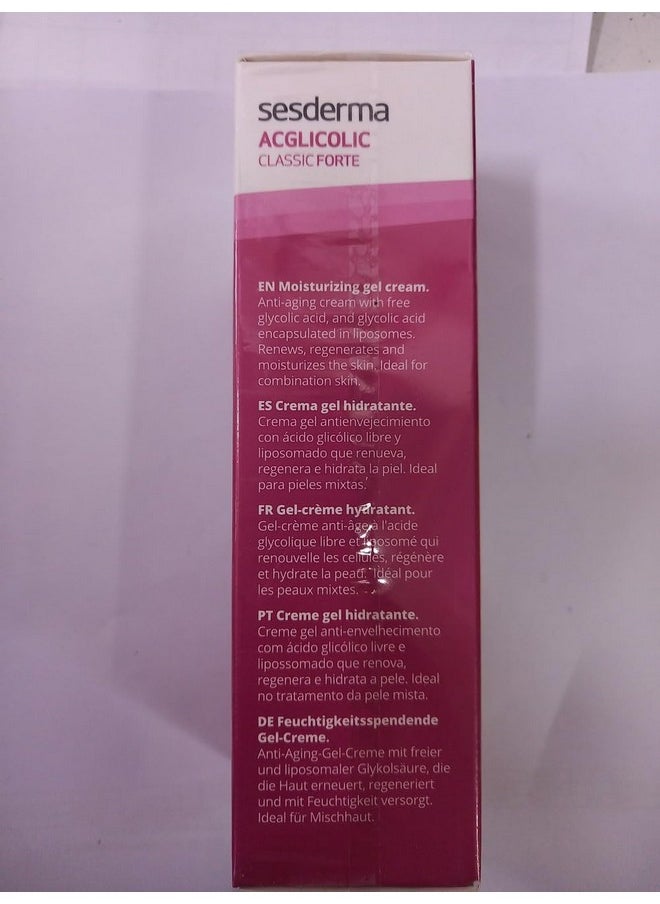 sesderma
ACGLICOLIC
CLASSIC FORTE
EN Moisturizing gel cream.
Anti-aging cream with free
glycolic acid, and glycolic acid
encapsulated in liposomes.
Renews, regenerates and
moisturizes the skin. Ideal for
combination skin.
ES Crema gel hidratante.
Crema gel antienvejecimiento
con ácido glicólico libre y
liposomado que renueva,
regenera e hidrata la piel. Ideal
para pieles mixtas.
FR Gel-crème hydratant.
Gel-crème anti-âge à l'acide
glycolique libre et liposomé qui
renouvelle les cellules, régénère
et hydrate la peau. Idéal pour
les peaux mixtes.
PT Creme gel hidratante.
Creme gel anti-envelhecimento
com ácido glicólico livre e
lipossomado que renova,
regenera e hidrata a pele. Ideal
no tratamento da pele mista.
DE Feuchtigkeitsspendende
Gel-Creme.
Anti-Aging-Gel-Creme mit freier
und liposomaler Glykolsäure, die
die Haut erneuert, regeneriert
und mit Feuchtigkeit versorgt.
Ideal für Mischhaut.